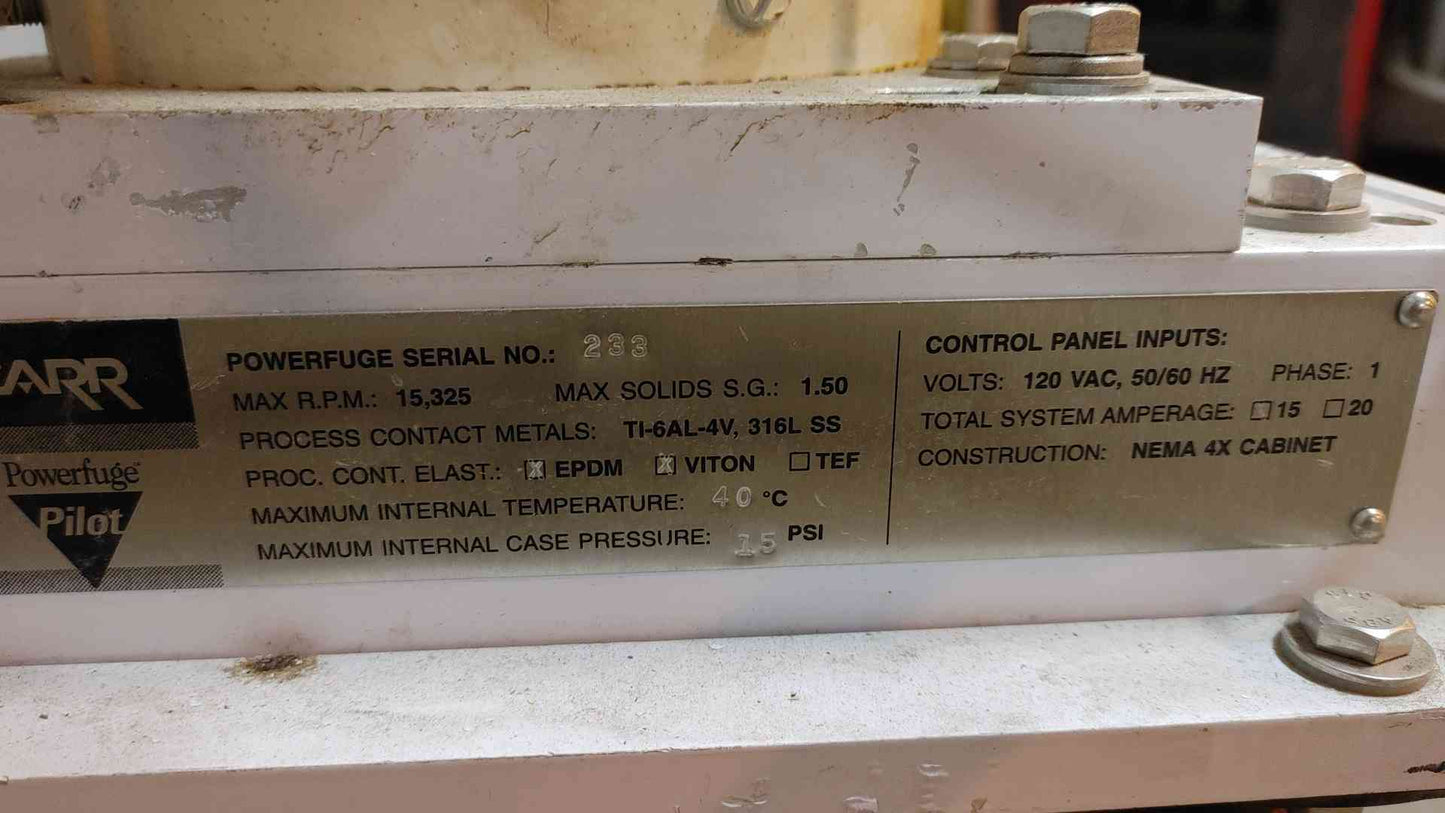 CARR
Powerfuge
Pilot
POWERFUGE SERIAL NO.: 233
MAX R.P.M.: 15,325 MAX SOLIDS S.G.: 1.50
PROCESS CONTACT METALS: TI-6AL-4V, 316L SS
PROC. CONT. ELAST.: ☒ EPDM ☒ VITON ☐ TEF
MAXIMUM INTERNAL TEMPERATURE: 40 °C
MAXIMUM INTERNAL CASE PRESSURE: 15 PSI
CONTROL PANEL INPUTS:
VOLTS: 120 VAC, 50/60 HZ PHASE: 1
TOTAL SYSTEM AMPERAGE: ☐ 15 ☐ 20
CONSTRUCTION: NEMA 4X CABINET